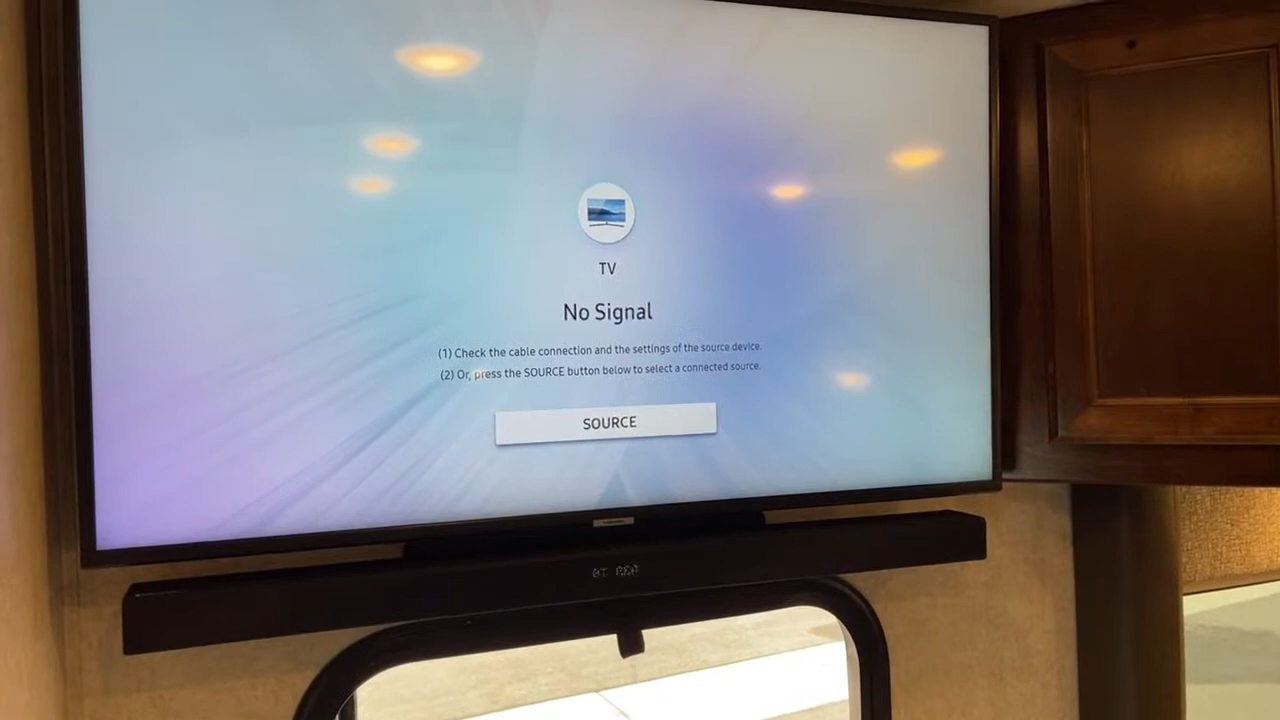 TV
No Signal
(1) Check the cable connection and the settings of the source device.
(2) Or, press the SOURCE button below to select a connected source.
SOURCE